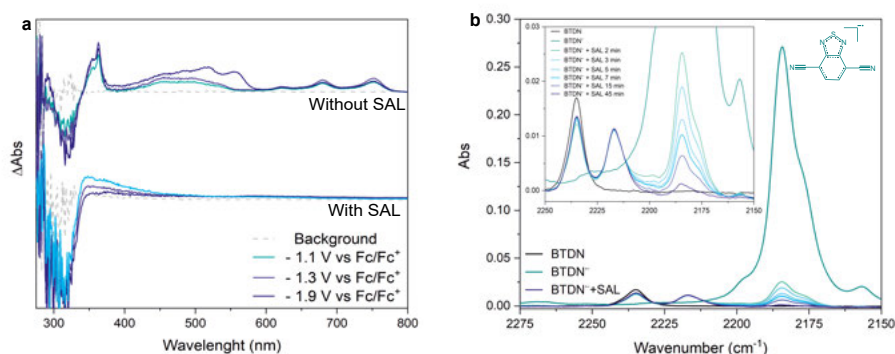 a
ΔAbs
Without SAL
With SAL
Background
- 1.1 V vs Fc/Fc⁺
- 1.3 V vs Fc/Fc⁺
- 1.9 V vs Fc/Fc⁺
300 400 500 600 700 800
Wavelenght (nm)
b
Abs
0.30
0.25
0.20
0.15
0.10
0.05
0.00
0.03
0.02
0.01
0.00
BTDN
BTDN⁻
BTDN⁻ + SAL 2 min
BTDN⁻ + SAL 3 min
BTDN⁻ + SAL 5 min
BTDN⁻ + SAL 7 min
BTDN⁻ + SAL 15 min
BTDN⁻ + SAL 45 min
2250 2225 2200 2175 2150
S
N N
N N
BTDN
BTDN⁻
BTDN⁻+SAL
2275 2250 2225 2200 2175 2150
Wavenumber (cm⁻¹)